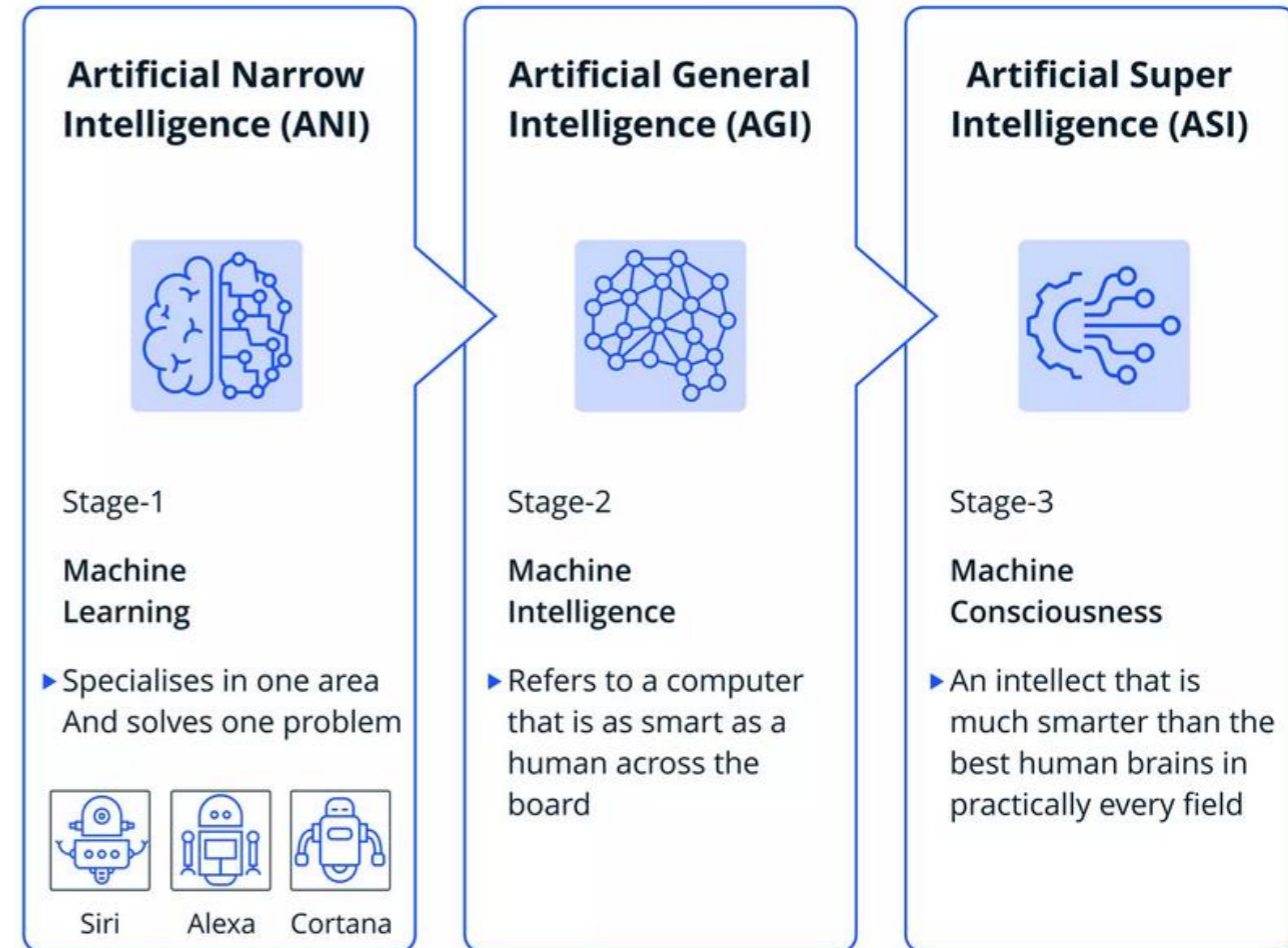 Artificial Narrow
Intelligence (ANI)
Stage-1
Machine
Learning
Specialises in one area
And solves one problem
Siri
Alexa
Cortana
Artificial General
Intelligence (AGI)
Stage-2
Machine
Intelligence
Refers to a computer
that is as smart as a
human across the
board
Artificial Super
Intelligence (ASI)
Stage-3
Machine
Consciousness
An intellect that is
much smarter than the
best human brains in
practically every field